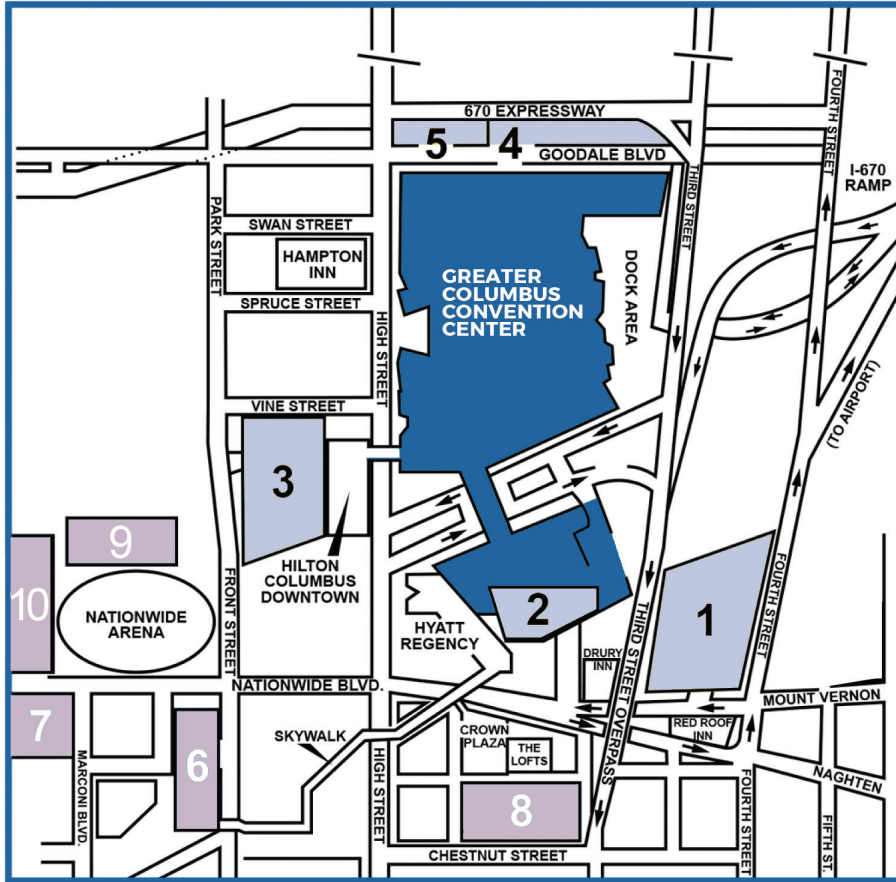 670 EXPRESSWAY
5
4
GOODALE BLVD
FOURTH STREET
I-670
RAMP
PARK STREET
THIRD STREET
SWAN STREET
HAMPTON
INN
SPRUCE STREET
GREATER
COLUMBUS
CONVENTION
CENTER
DOCK AREA
HIGH STREET
VINE STREET
(TO AIRPORT)
3
9
HILTON
COLUMBUS
DOWNTOWN
10
NATIONWIDE
ARENA
FRONT STREET
HYATT
REGENCY
2
1
FOURTH STREET
THIRD STREET OVERPASS
DRURY
INN
NATIONWIDE BLVD.
MOUNT VERNON
7
6
SKYWALK
CROWN
PLAZA
THE
LOFTS
RED ROOF
INN
NAGHTEN
MARCONI BLVD.
HIGH STREET
8
FOURTH STREET
FIFTH ST.
CHESTNUT STREET